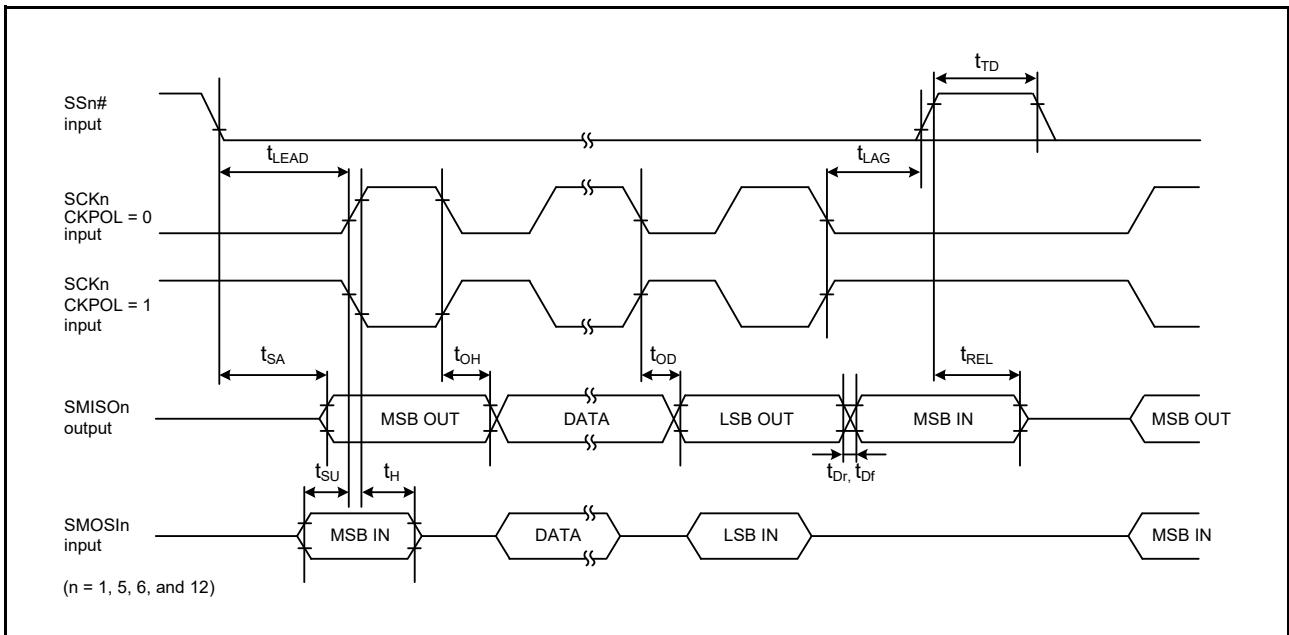 tTD
SSn#
input
tLEAD
tLAG
SCKn
CKPOL = 0
input
SCKn
CKPOL = 1
input
tSA
tOH
tOD
tREL
SMISOn
output
MSB OUT
DATA
LSB OUT
MSB IN
MSB OUT
tSU
tH
tDr, tDf
SMOSIn
input
MSB IN
DATA
LSB IN
MSB IN
(n = 1, 5, 6, and 12)